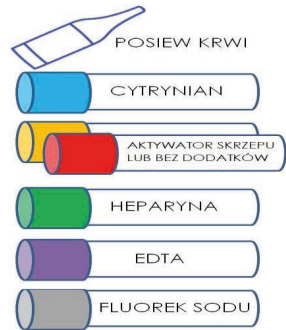 POSIEW KRWI
CYTRYNIAN
AKTYWATOR SKRZEPU
LUB BEZ DODATKÓW
HEPARYNA
EDTA
FLUOREK SODU